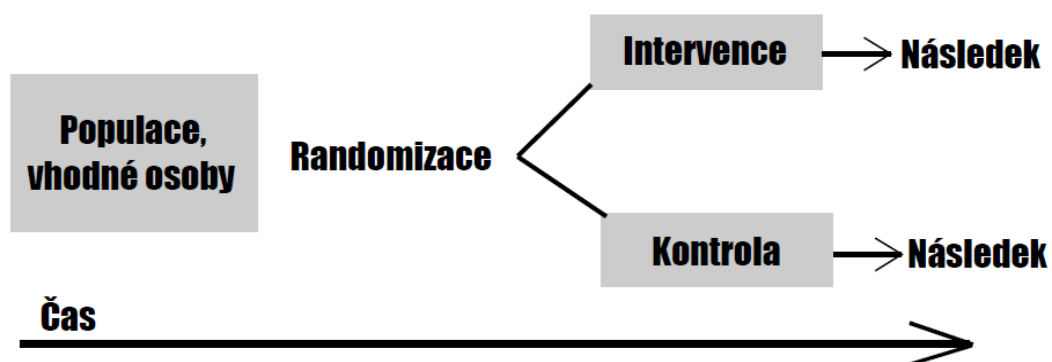 Populace,
vhodné osoby
Randomizace
Intervence
Následek
Kontrola
Následek
Čas